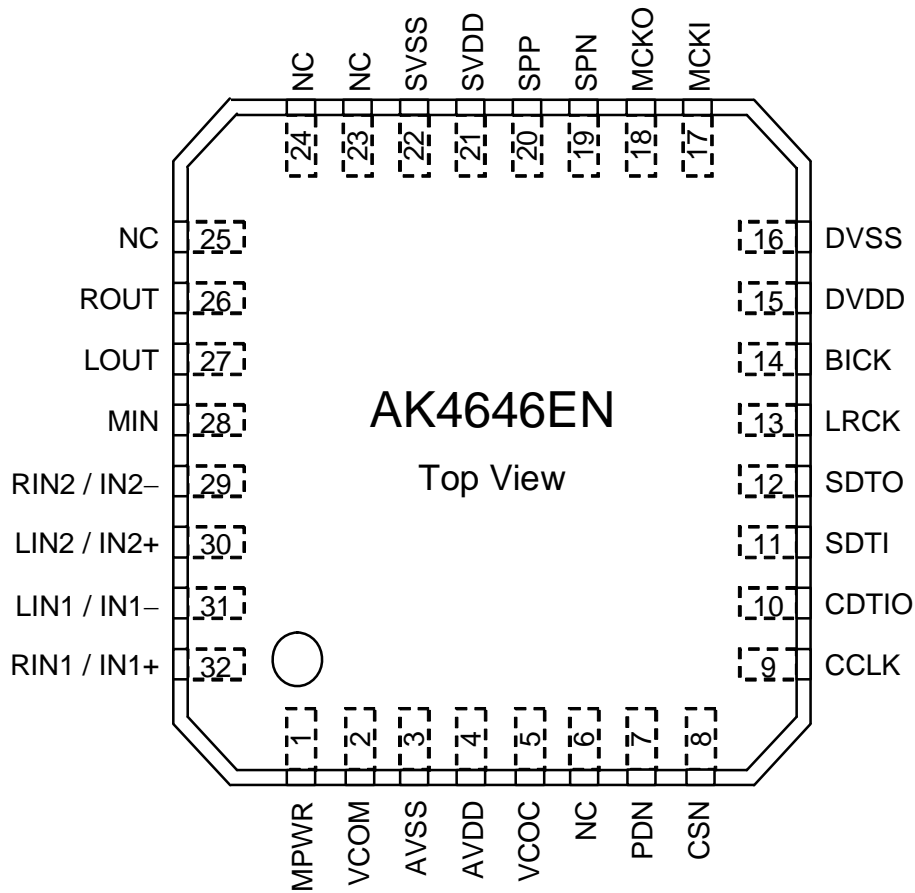 NC
NC
SVSS
SVDD
SPP
SPN
MCKO
MCKI
24
23
22
21
20
19
18
17
NC 25
ROUT 26
LOUT 27
MIN 28
RIN2 / IN2− 29
LIN2 / IN2+ 30
LIN1 / IN1− 31
RIN1 / IN1+ 32
AK4646EN
Top View
16 DVSS
15 DVDD
14 BICK
13 LRCK
12 SDTO
11 SDTI
10 CDTIO
9 CCLK
1
2
3
4
5
6
7
8
MPWR
VCOM
AVSS
AVDD
VCOC
NC
PDN
CSN